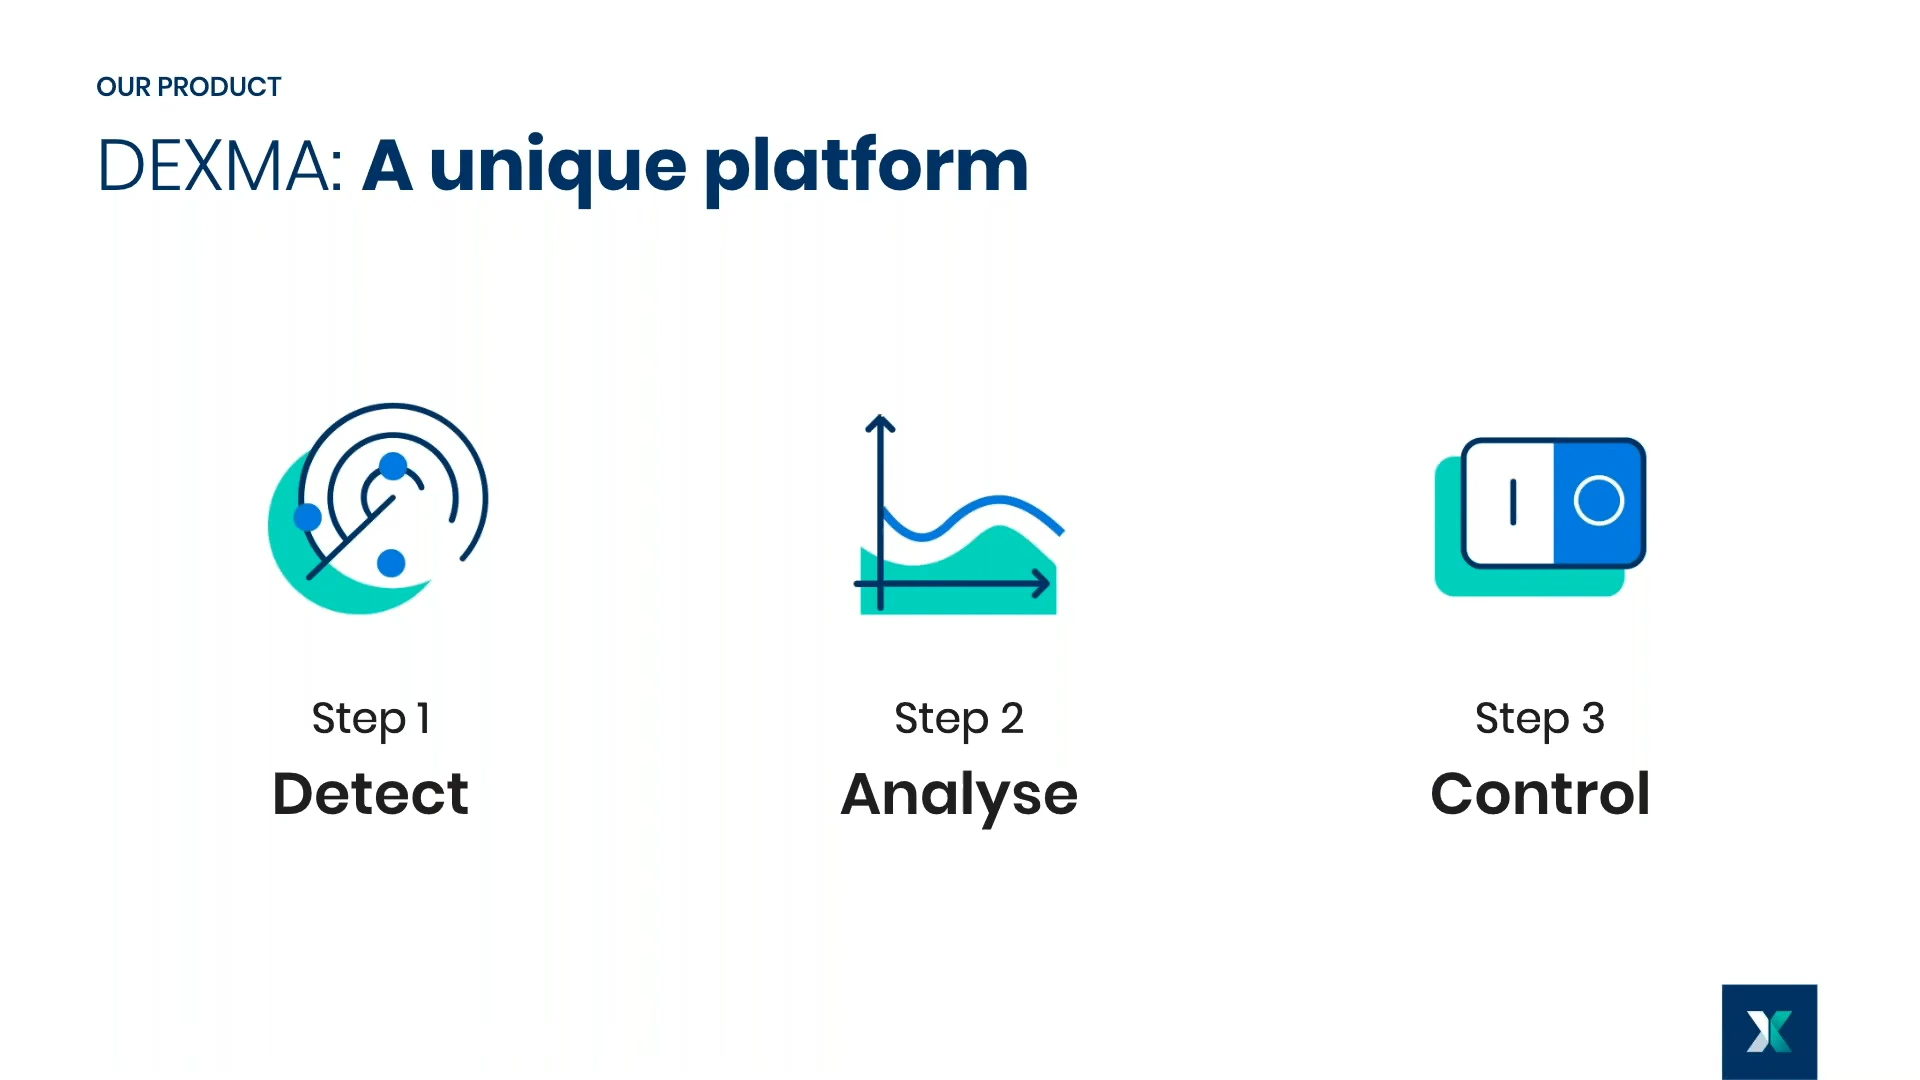 OUR PRODUCT
DEXMA: A unique platform
Step 1
Detect
Step 2
Analyse
Step 3
Control